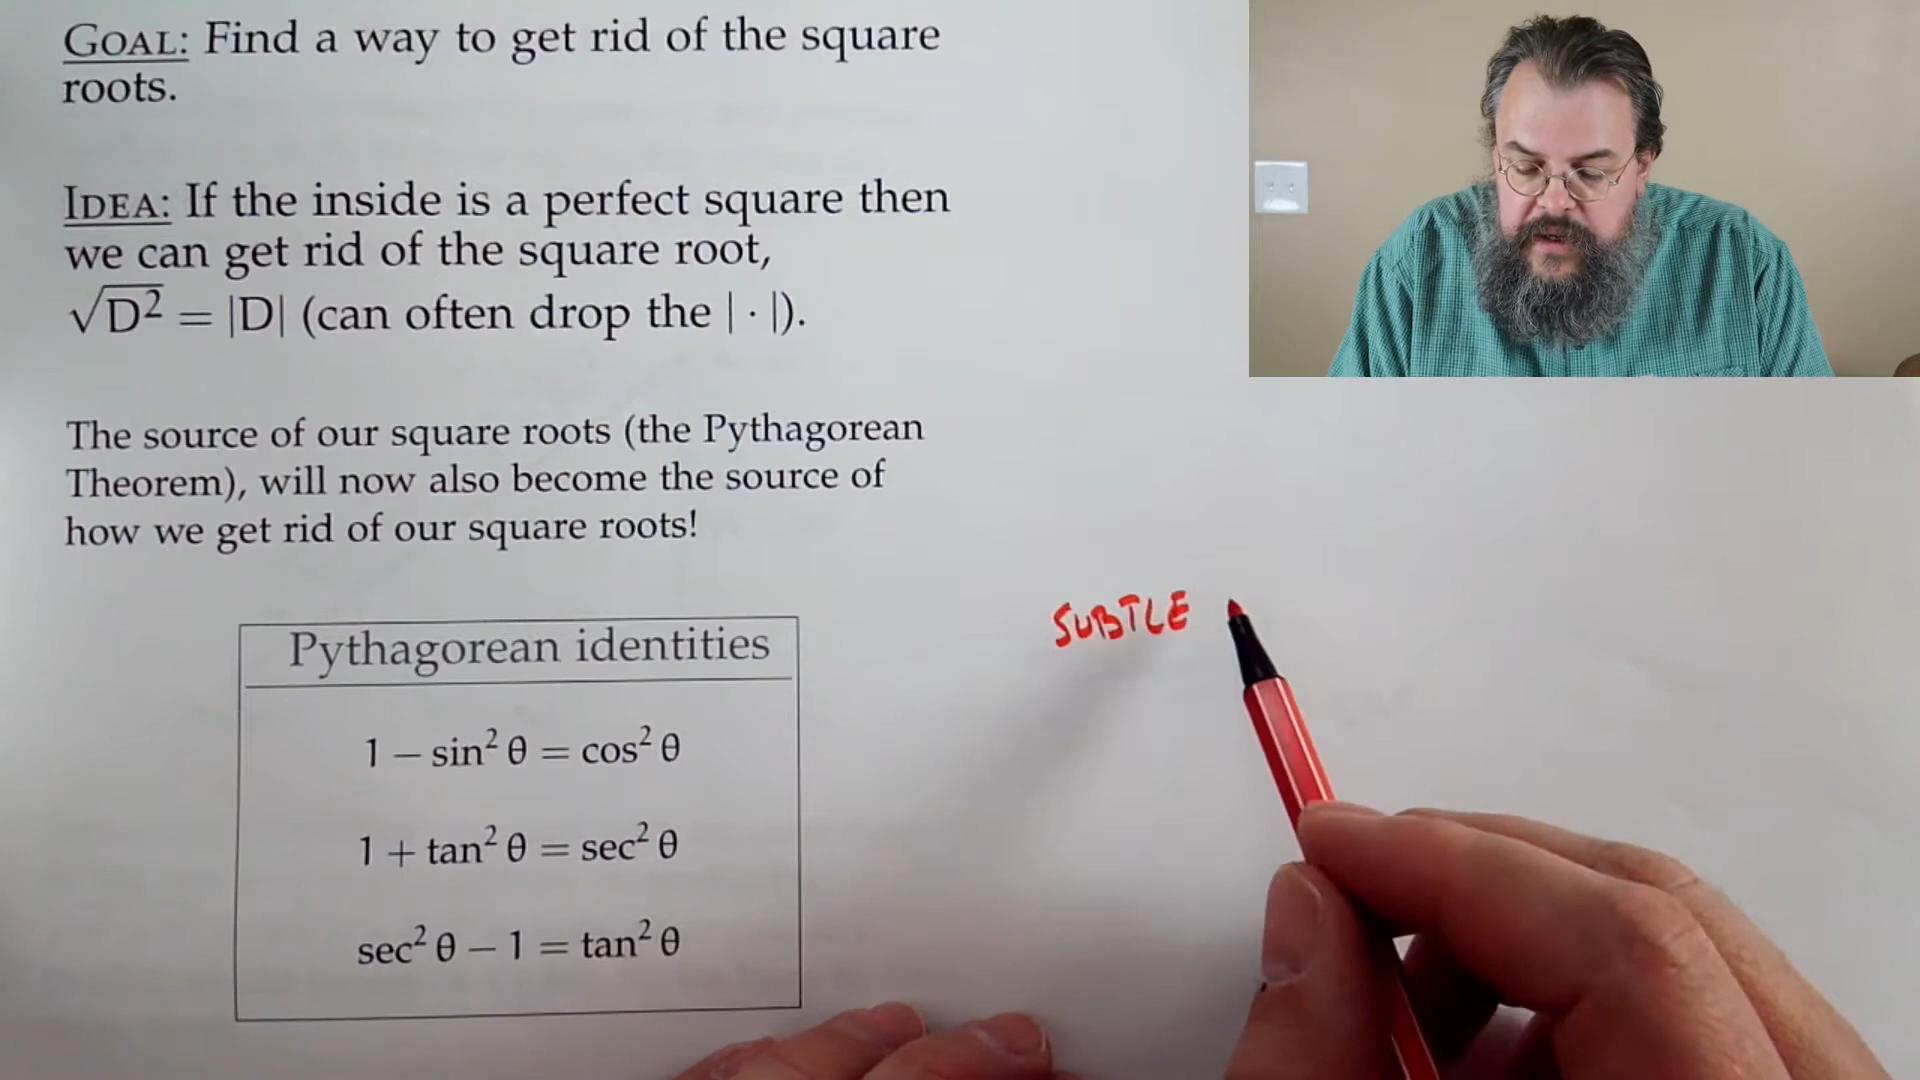 GOAL: Find a way to get rid of the square
roots.
IDEA: If the inside is a perfect square then
we can get rid of the square root,
√D² = |D| (can often drop the | · |).
The source of our square roots (the Pythagorean
Theorem), will now also become the source of
how we get rid of our square roots!
Pythagorean identities
1 − sin² θ = cos² θ
1 + tan² θ = sec² θ
sec² θ − 1 = tan² θ
SUBTLE